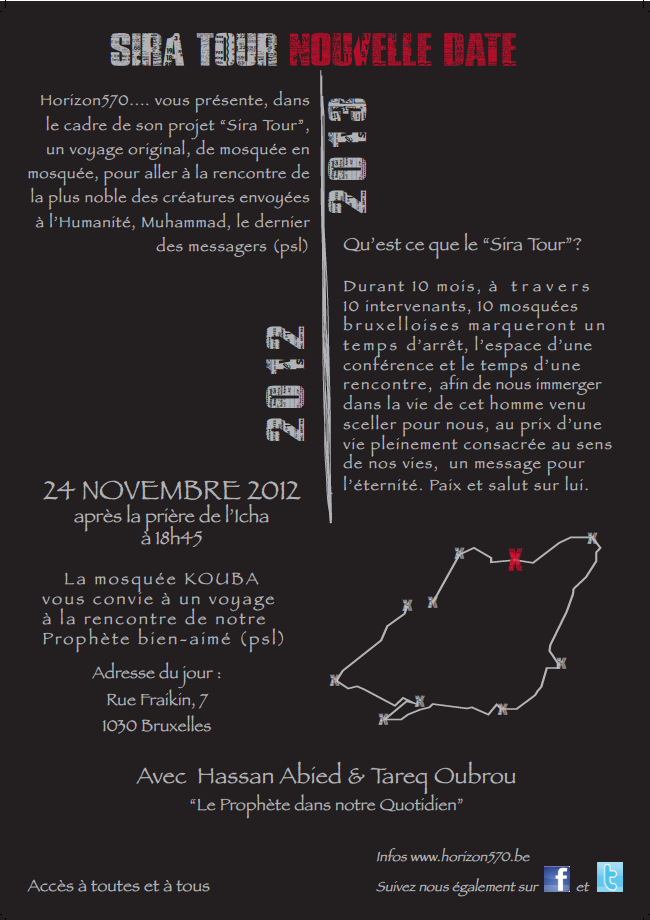 SIRA TOUR NOUVELLE DATE
Horizon570.... vous présente, dans
le cadre de son projet “Sira Tour”,
un voyage original, de mosquée en
mosquée, pour aller à la rencontre de
la plus noble des créatures envoyées
à l’Humanité, Muhammad, le dernier
des messagers (psl)
2013
Qu’est ce que le “Sira Tour”?
Durant 10 mois, à travers
10 intervenants, 10 mosquées
bruxelloises marqueront un
temps d’arrêt, l’espace d’une
conférence et le temps d’une
rencontre, afin de nous immerger
dans la vie de cet homme venu
sceller pour nous, au prix d’une
vie pleinement consacrée au sens
de nos vies, un message pour
l’éternité. Paix et salut sur lui.
2012
24 NOVEMBRE 2012
après la prière de l’Icha
à 18h45
La mosquée KOUBA
vous convie à un voyage
à la rencontre de notre
Prophète bien-aimé (psl)
Adresse du jour :
Rue Fraikin, 7
1030 Bruxelles
X
X
X
X
X
X
X
X
X
X
Avec Hassan Abied & Tareq Oubrou
“Le Prophète dans notre Quotidien”
Infos www.horizon570.be
Accès à toutes et à tous
Suivez nous également sur f et t